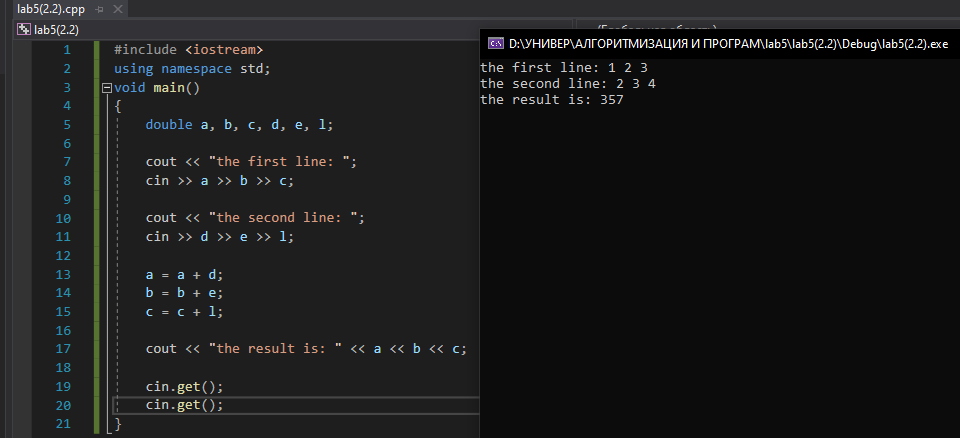 lab5(2.2).cpp
lab5(2.2)
1 #include <iostream>
2 using namespace std;
3 void main()
4 {
5 double a, b, c, d, e, l;
6
7 cout << "the first line: ";
8 cin >> a >> b >> c;
9
10 cout << "the second line: ";
11 cin >> d >> e >> l;
12
13 a = a + d;
14 b = b + e;
15 c = c + l;
16
17 cout << "the result is: " << a << b << c;
18
19 cin.get();
20 cin.get();
21 }
D:\УНИВЕР\АЛГОРИТМИЗАЦИЯ И ПРОГРАМ\lab5\lab5(2.2)\Debug\lab5(2.2).exe
the first line: 1 2 3
the second line: 2 3 4
the result is: 357